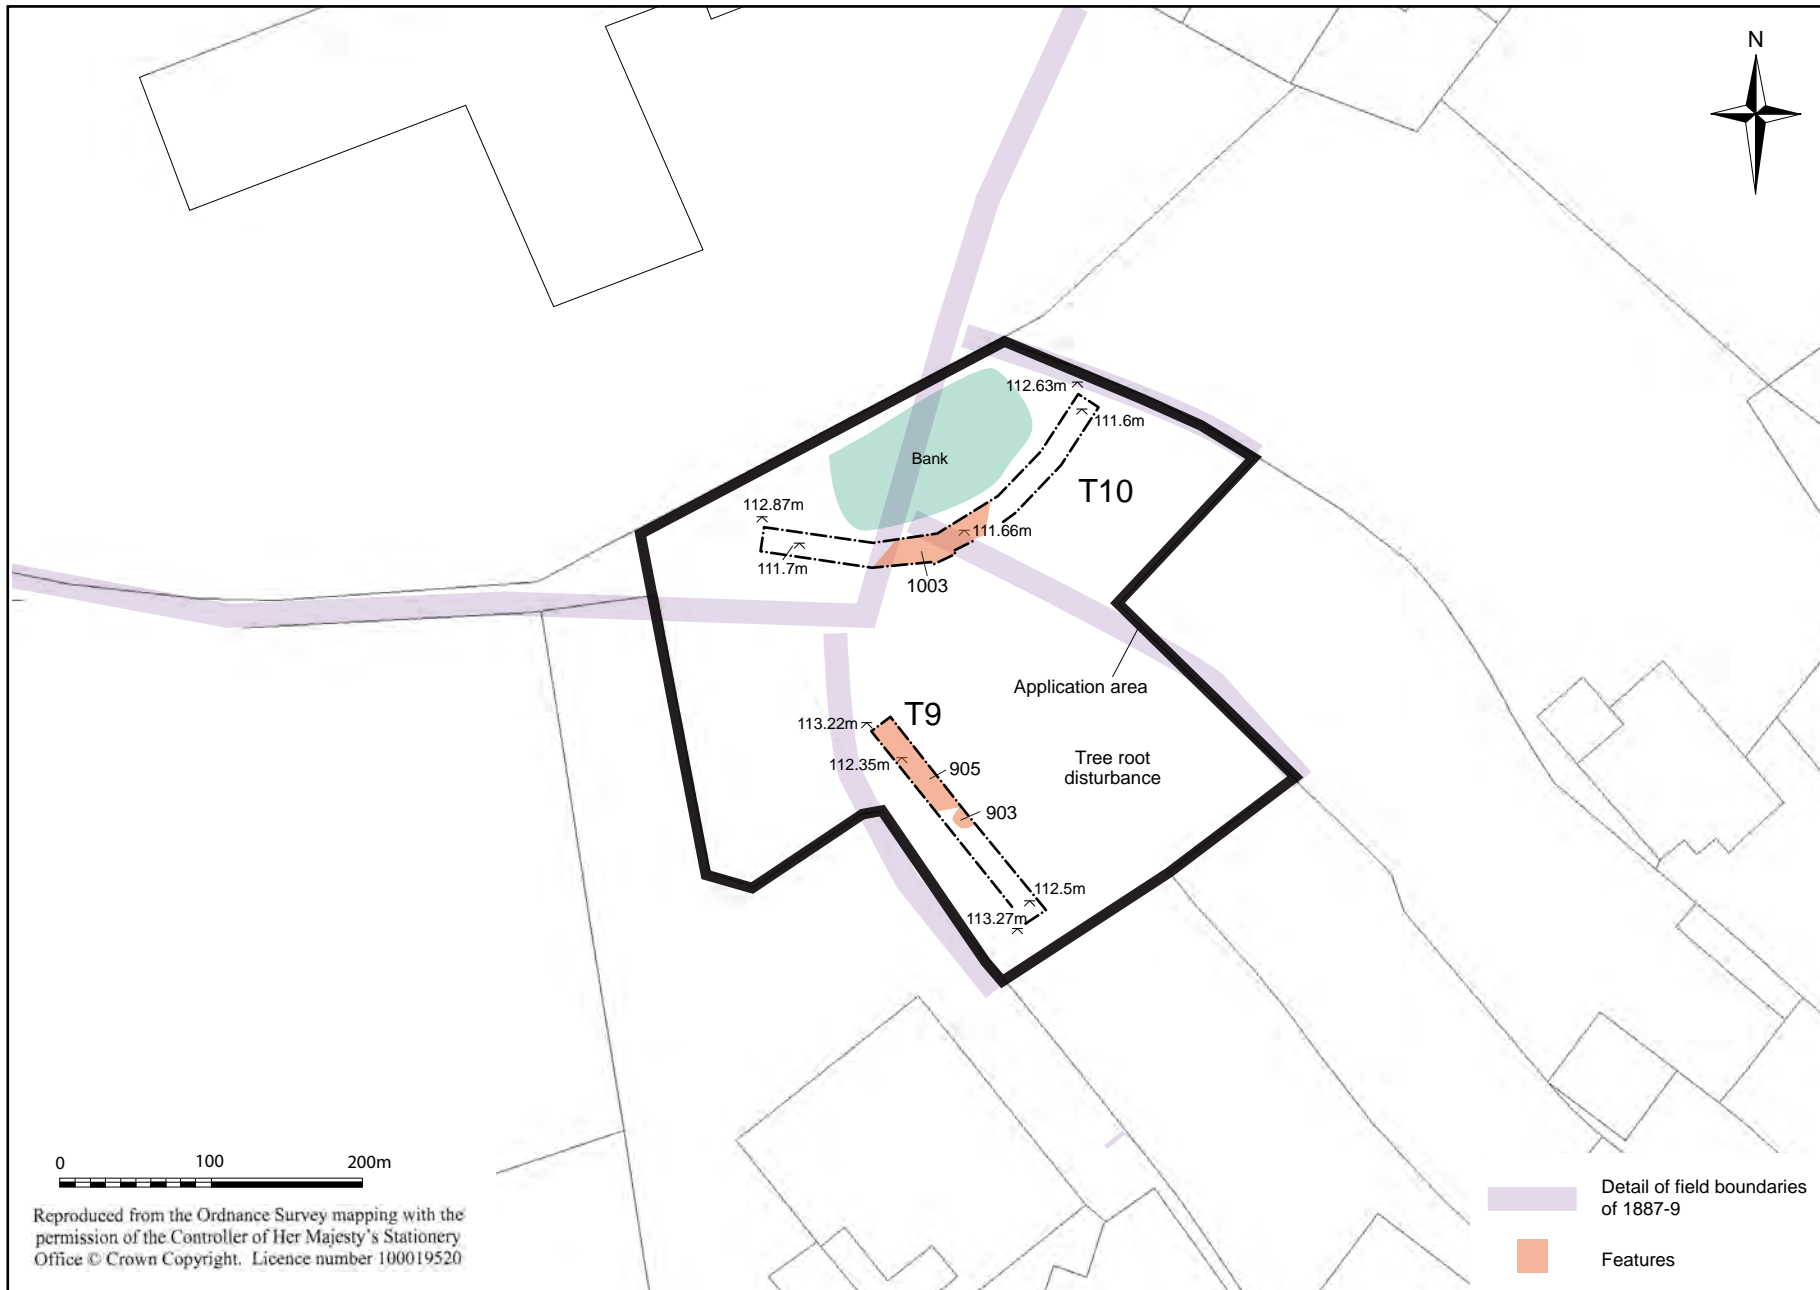 N
112.63m
111.6m
Bank
T10
112.87m
111.66m
111.7m
1003
Application area
T9
113.22m
112.35m
905
Tree root
disturbance
903
112.5m
113.27m
0 100 200m
Reproduced from the Ordnance Survey mapping with the
permission of the Controller of Her Majesty's Stationery
Office © Crown Copyright. Licence number 100019520
Detail of field boundaries
of 1887-9
Features